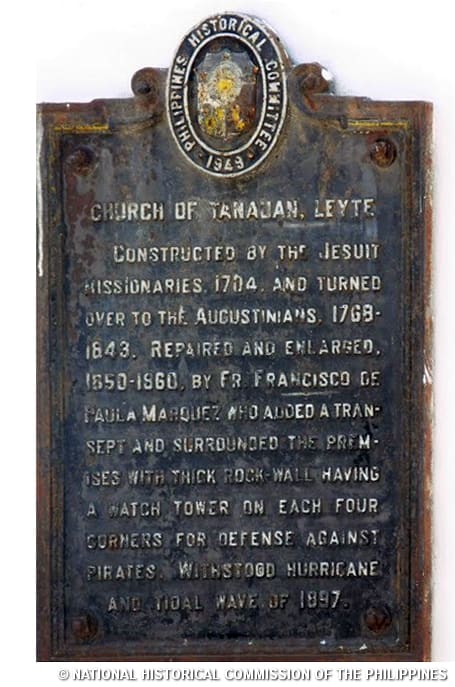 PHILIPPINES HISTORICAL COMMITTEE
1949
CHURCH OF TANAUAN, LEYTE
CONSTRUCTED BY THE JESUIT
MISSIONARIES, 1704, AND TURNED
OVER TO THE AUGUSTINIANS, 1768-
1843. REPAIRED AND ENLARGED,
1850-1860, BY FR. FRANCISCO DE
PAULA MARQUEZ WHO ADDED A TRAN-
SEPT AND SURROUNDED THE PREM-
ISES WITH THICK ROCK-WALL HAVING
A WATCH TOWER ON EACH FOUR
CORNERS FOR DEFENSE AGAINST
PIRATES. WITHSTOOD HURRICANE
AND TIDAL WAVE OF 1897.
© NATIONAL HISTORICAL COMMISSION OF THE PHILIPPINES